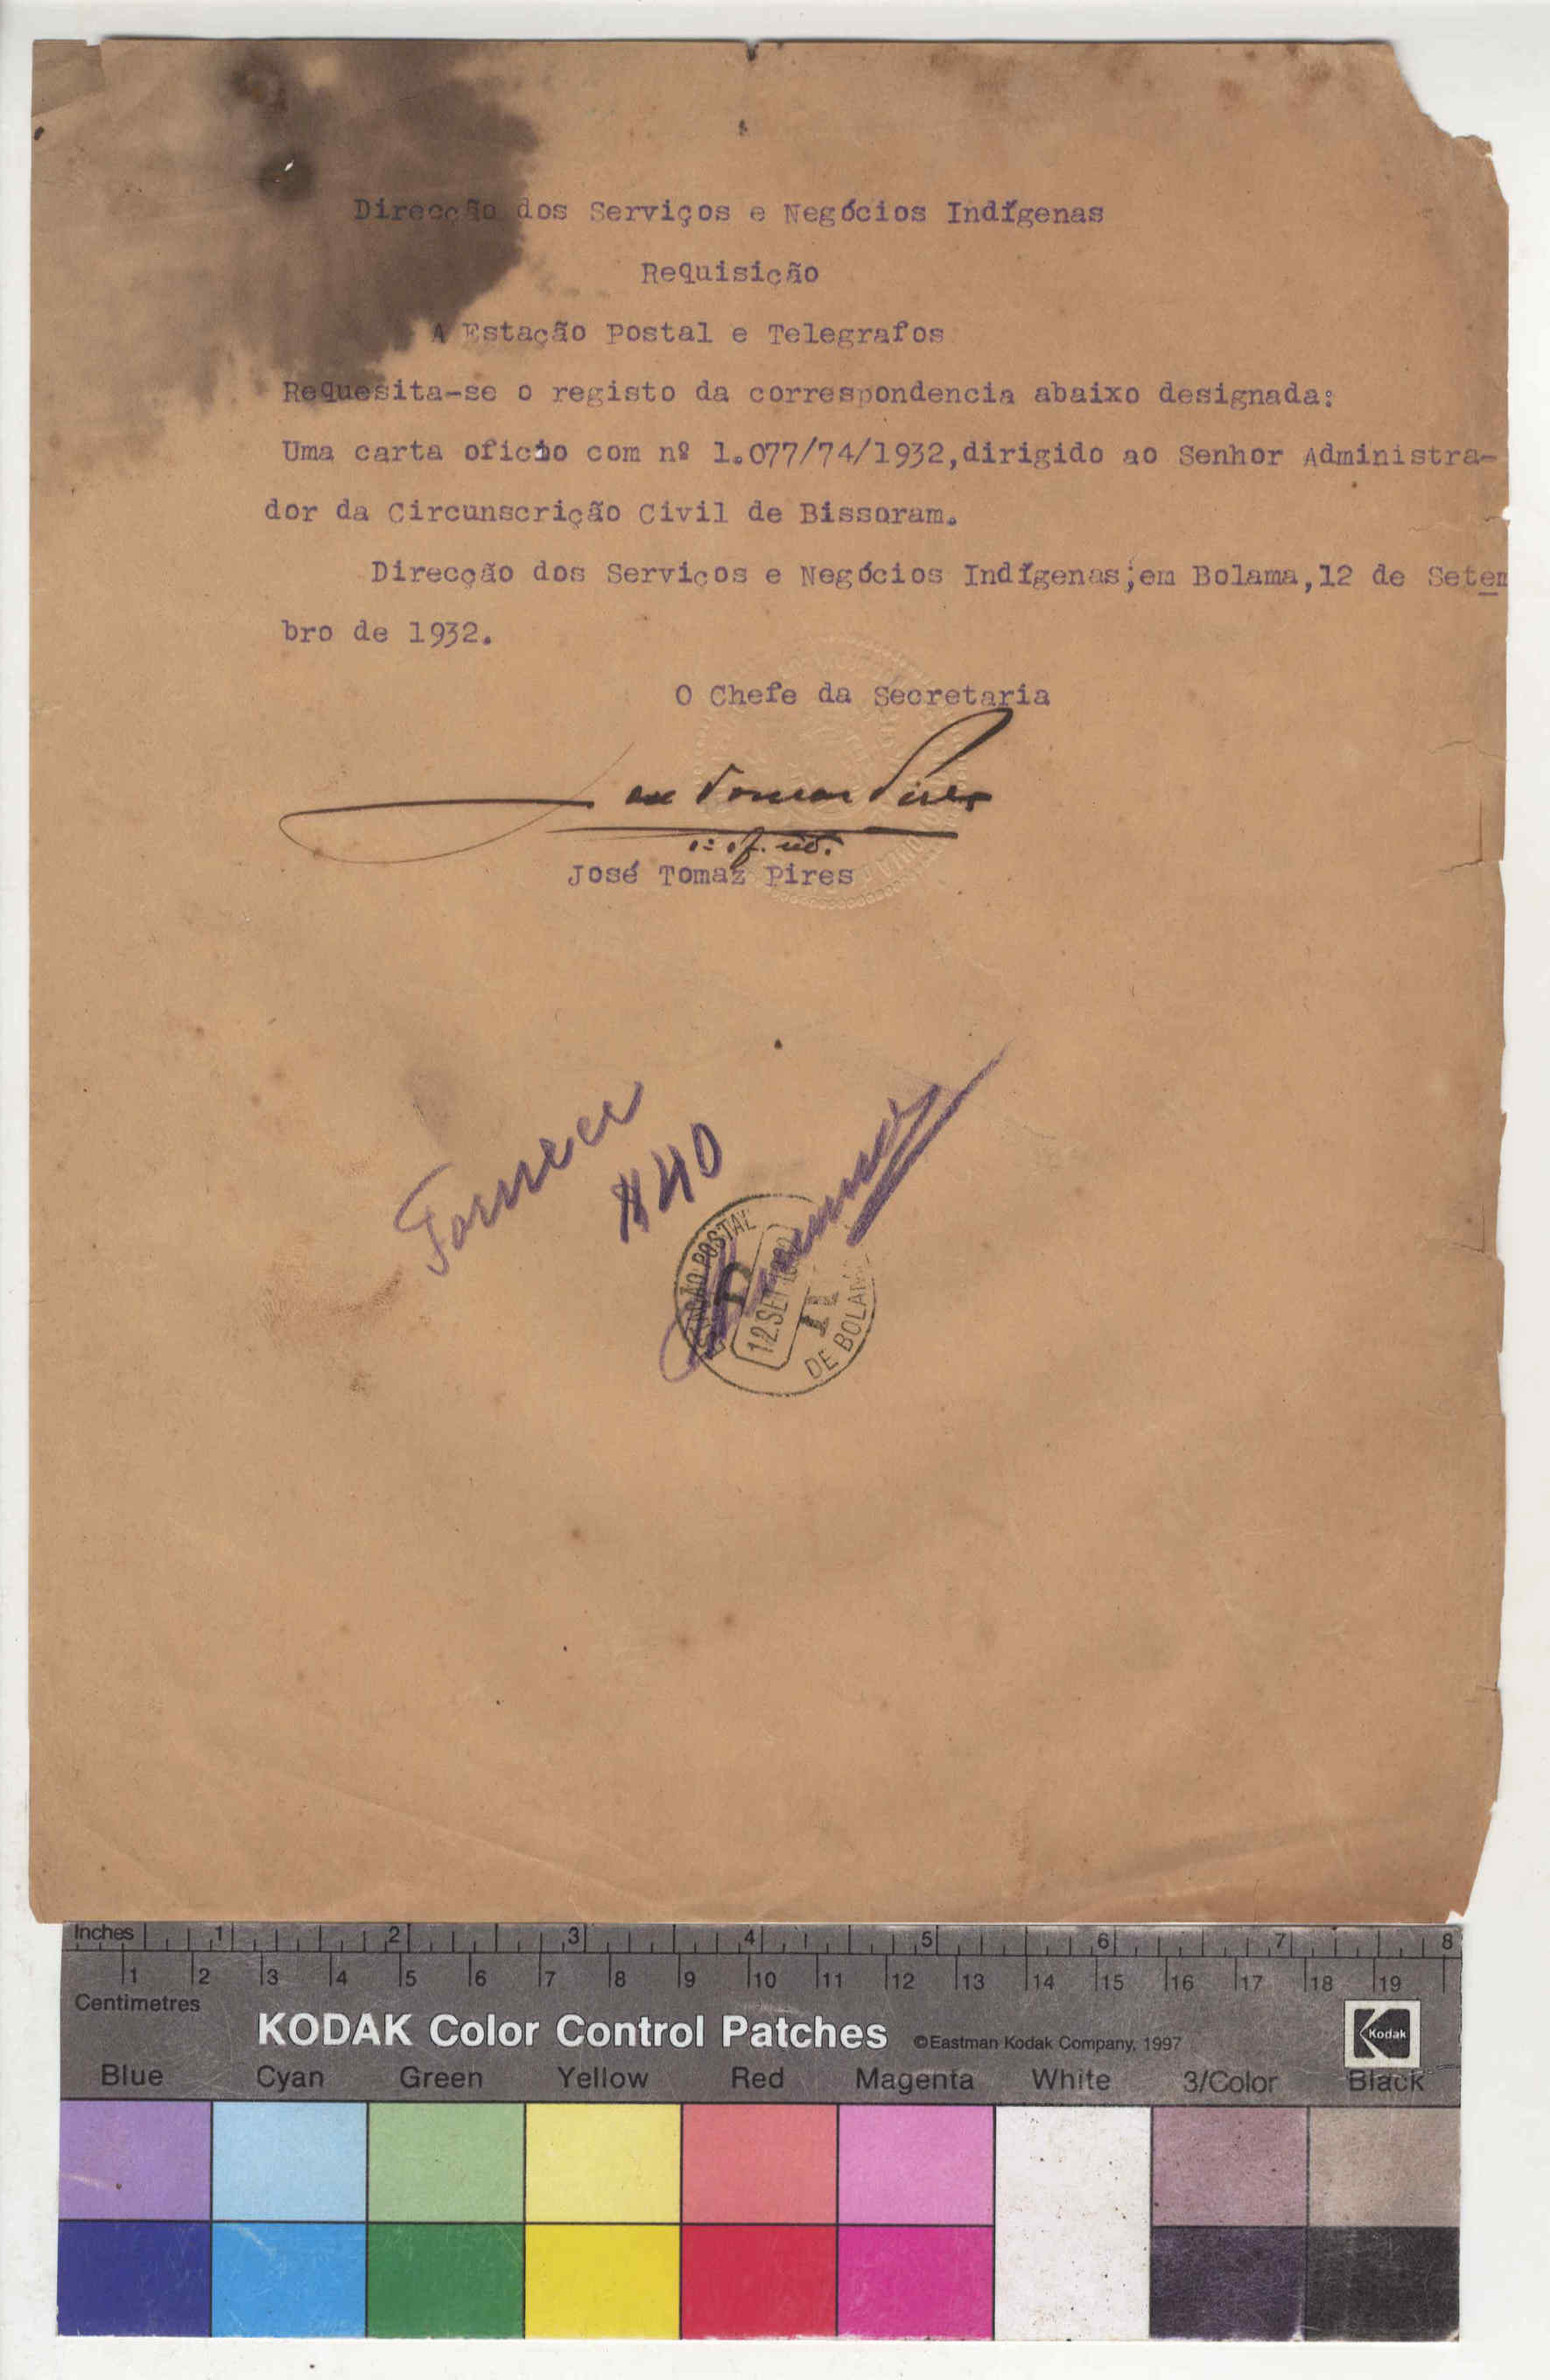 Direcção dos Serviços e Negócios Indígenas
Requisição
A Estação Postal e Telegrafos
Requesita-se o registo da correspondencia abaixo designada:
Uma carta oficio com nº 1.077/74/1932,dirigido ao Senhor Administra-
dor da Circunscrição Civil de Bissoram.
Direcção dos Serviços e Negócios Indígenas;em Bolama,12 de Setem
bro de 1932.
O Chefe da Secretaria
José Tomaz Pires
José Tomaz Pires
$40
ESTAÇÃO POSTAL
12.SET
DE BOLAMA
Inches 1 2 3 4 5 6 7 8
1 2 3 4 5 6 7 8 9 10 11 12 13 14 15 16 17 18 19
Centimetres
KODAK Color Control Patches ©Eastman Kodak Company, 1997 Kodak
Blue Cyan Green Yellow Red Magenta White 3/Color Black